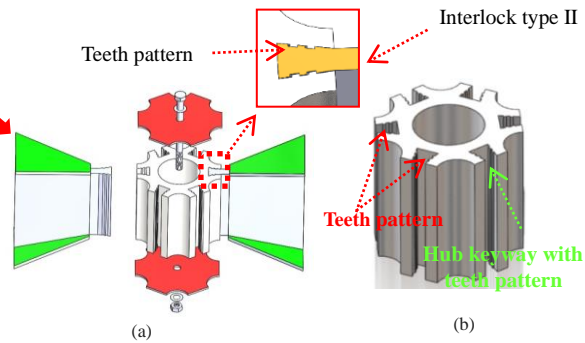 Teeth pattern
Interlock type II
Teeth pattern
Hub keyway with
teeth pattern
(a)
(b)